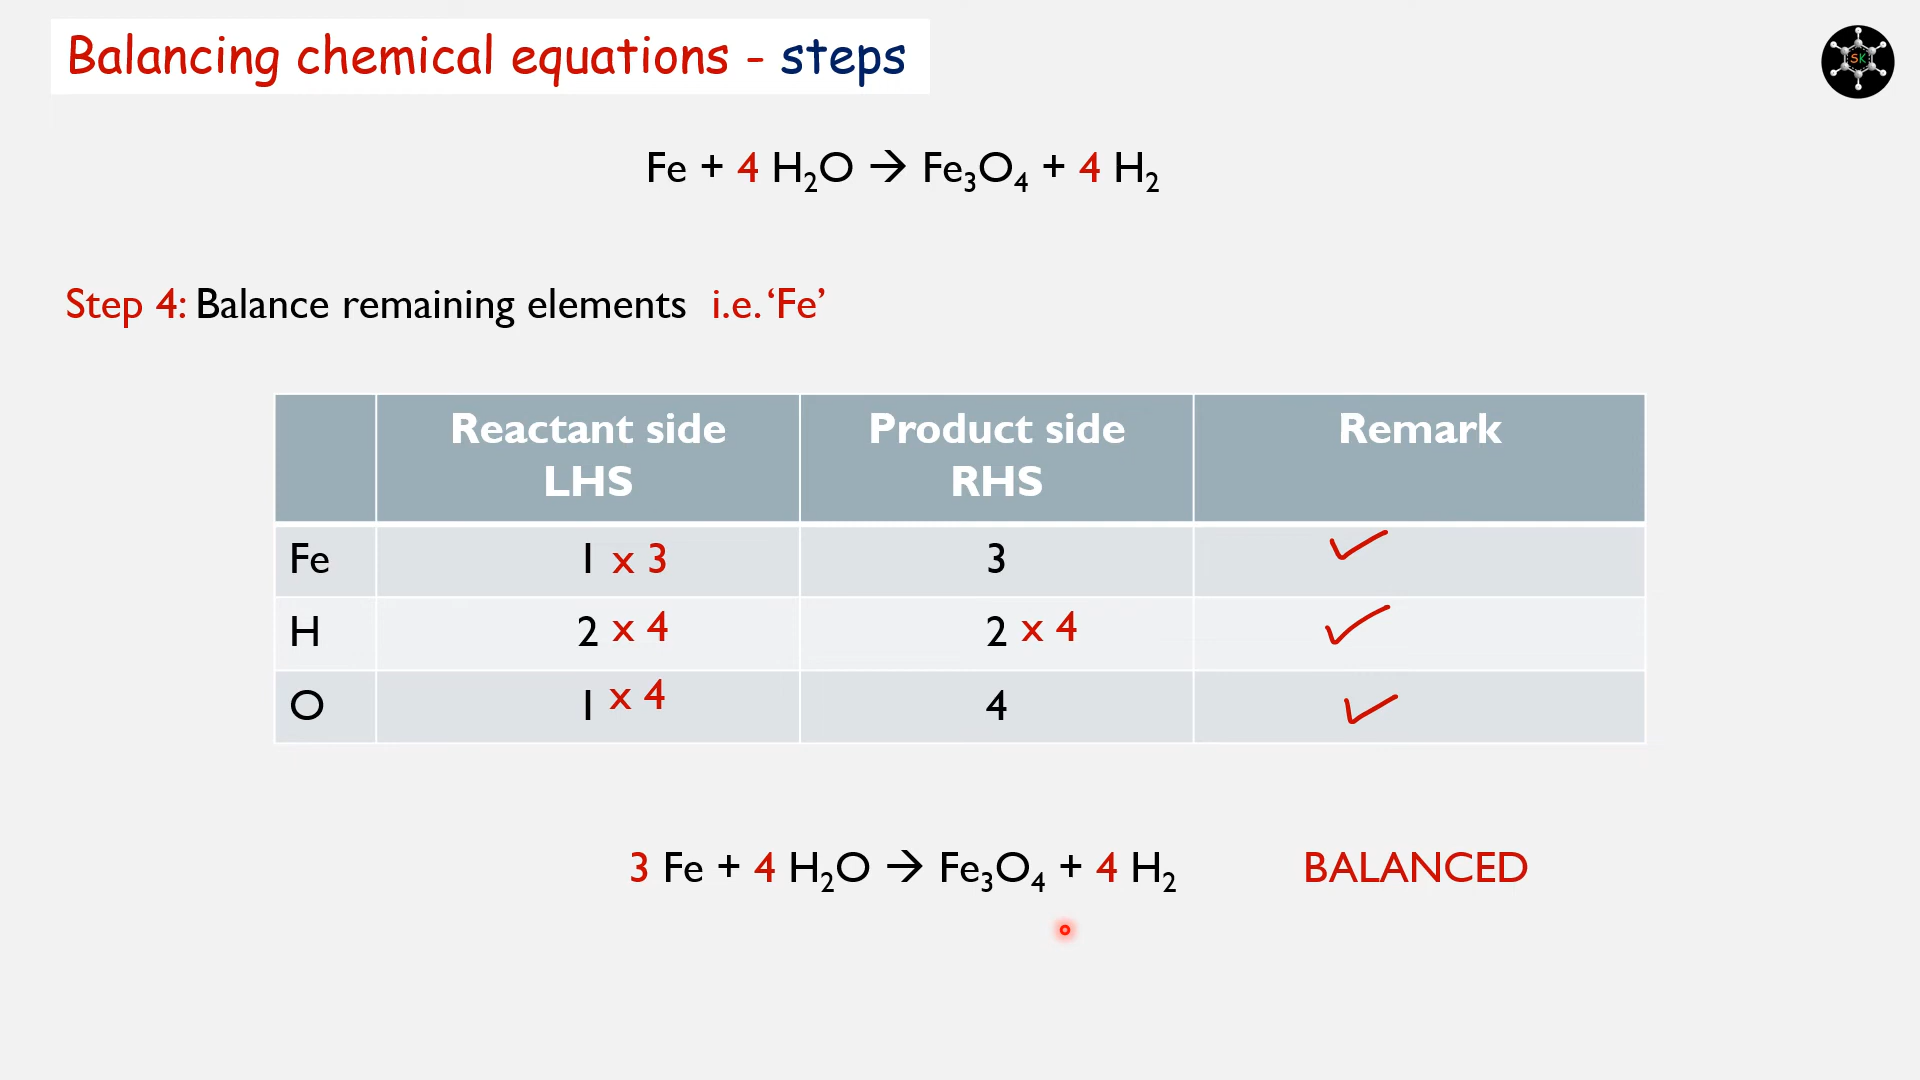 Balancing chemical equations - steps
SK
Fe + 4 H₂O → Fe₃O₄ + 4 H₂
Step 4: Balance remaining elements i.e. ‘Fe’
Reactant side LHS Product side RHS Remark
Fe 1 x 3 3 ✓
H 2 x 4 2 x 4 ✓
O 1 x 4 4 ✓
3 Fe + 4 H₂O → Fe₃O₄ + 4 H₂ BALANCED